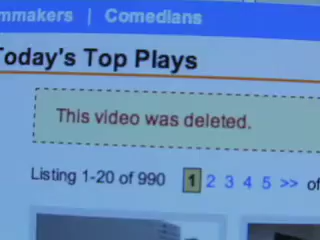 mmakers | Comedians
Today's Top Plays
This video was deleted.
Listing 1-20 of 990 1 2 3 4 5 >> of